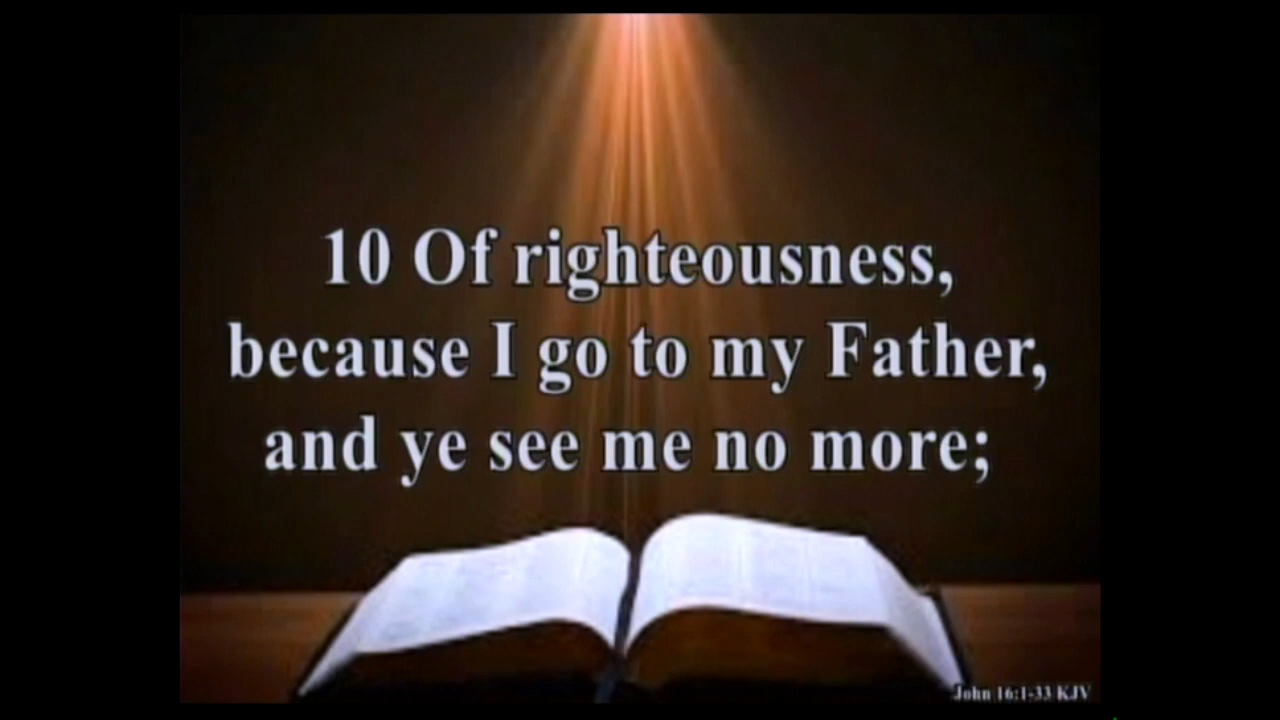 10 Of righteousness,
because I go to my Father,
and ye see me no more;
John 16:1-33 KJV